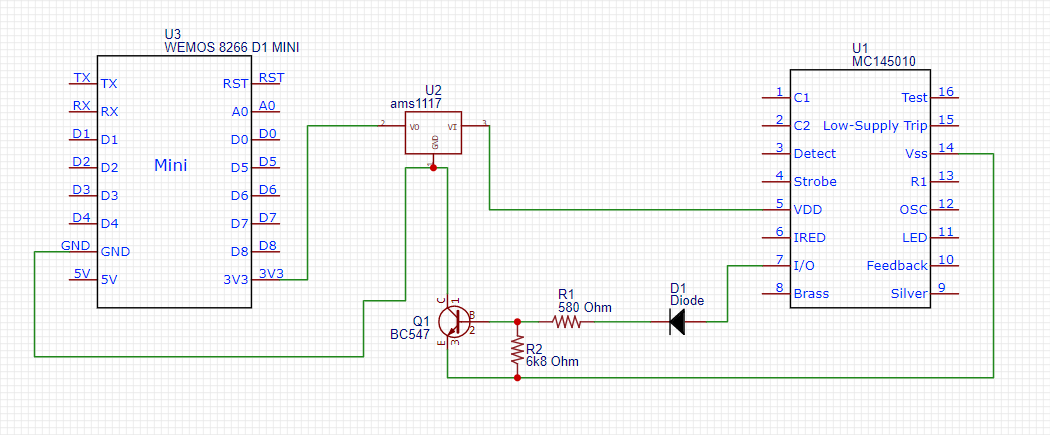 U3
WEMOS 8266 D1 MINI
TX TX RST RST
RX RX A0 A0
D1 D1 D0 D0
D2 D2 Mini D5 D5
D3 D3 D6 D6
D4 D4 D7 D7
GND GND D8 D8
5V 5V 3V3 3V3
U2
ams1117
2 VO VI 3
GND
1
U1
MC145010
1 C1 Test 16
2 C2 Low-Supply Trip 15
3 Detect Vss 14
4 Strobe R1 13
5 VDD OSC 12
6 IRED LED 11
7 I/O Feedback 10
8 Brass Silver 9
Q1
BC547
C 1
B
2
E 3
R1
580 Ohm
R2
6k8 Ohm
D1
Diode